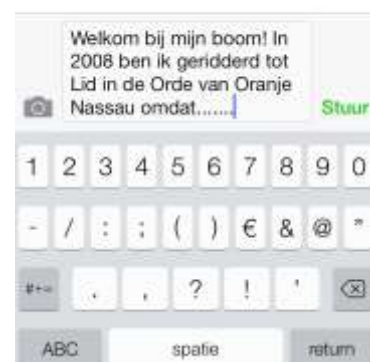 Welkom bij mijn boom! In
2008 ben ik geridderd tot
Lid in de Orde van Oranje
Nassau omdat.......
Stuur
1 2 3 4 5 6 7 8 9 0
- / : ; ( ) € & @ "
#+= . , ? ! ' 
ABC spatie return